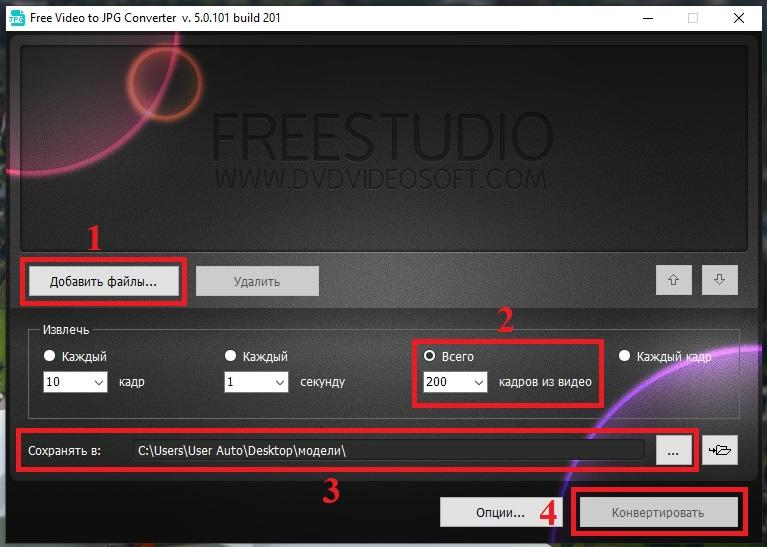 Free Video to JPG Converter v. 5.0.101 build 201
FREESTUDIO
WWW.DVDVIDEOSOFT.COM
1
Добавить файлы...
Удалить
Извлечь
2
Каждый
Каждый
Всего
Каждый кадр
10 кадр
1 секунду
200 кадров из видео
Сохранять в: C:\Users\User Auto\Desktop\модели\ ...
3
Опции...
4
Конвертировать